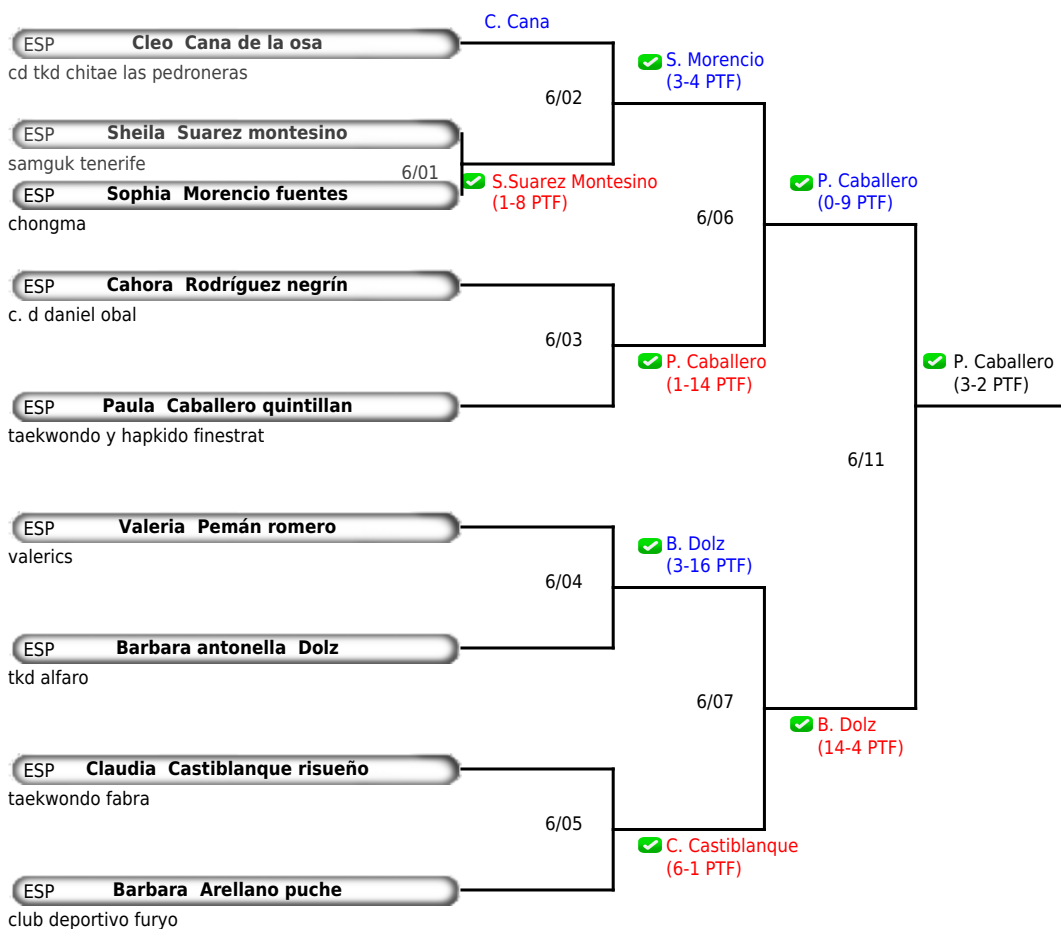 C. Cana
ESP Cleo Cana de la osa
cd tkd chitae las pedroneras
S. Morencio
(3-4 PTF)
6/02
ESP Sheila Suarez montesino
samguk tenerife
6/01
S.Suarez Montesino
(1-8 PTF)
ESP Sophia Morencio fuentes
chongma
P. Caballero
(0-9 PTF)
6/06
ESP Cahora Rodríguez negrín
c. d daniel obal
6/03
P. Caballero
(1-14 PTF)
P. Caballero
(3-2 PTF)
ESP Paula Caballero quintillan
taekwondo y hapkido finestrat
6/11
ESP Valeria Pemán romero
valerics
B. Dolz
(3-16 PTF)
6/04
ESP Barbara antonella Dolz
tkd alfaro
6/07
B. Dolz
(14-4 PTF)
ESP Claudia Castiblanque risueño
taekwondo fabra
6/05
C. Castiblanque
(6-1 PTF)
ESP Barbara Arellano puche
club deportivo furyo